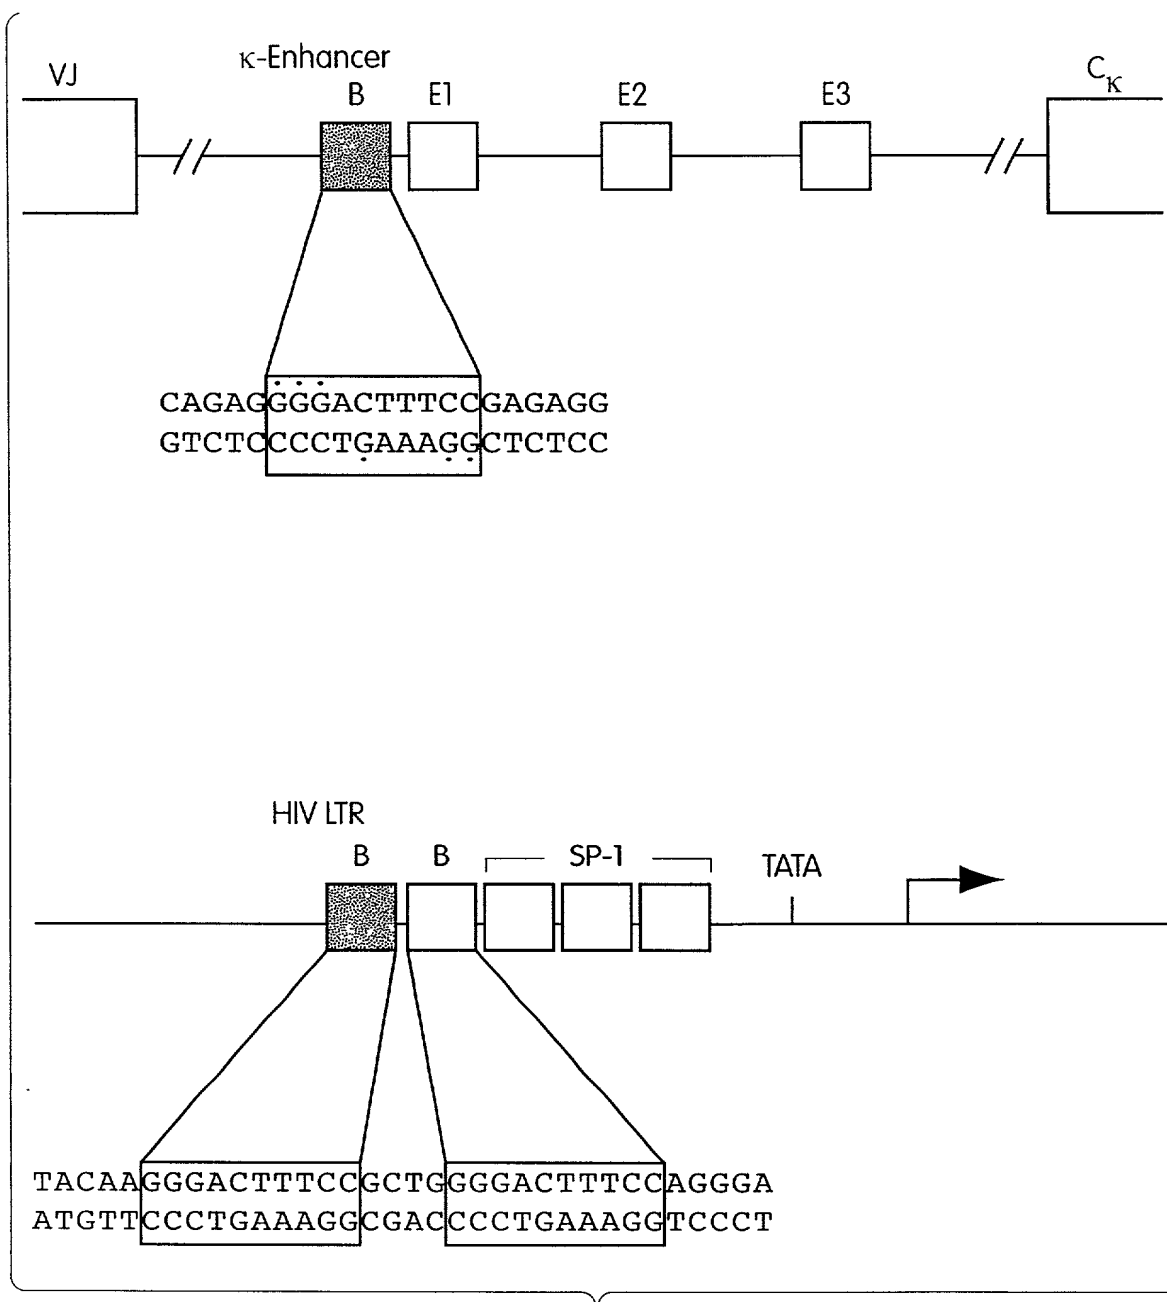 κ-Enhancer
VJ B E1 E2 E3 Cκ
CAGAGGGGACTTTCCGAGAGG
GTCTCCCCTGAAAGGCTCTCC
HIV LTR
B B SP-1 TATA
TACAAGGGACTTTCCGCTGGGGACTTTCCAGGGA
ATGTTCCCTGAAAGGCGACCCCTGAAAGGTCCCT